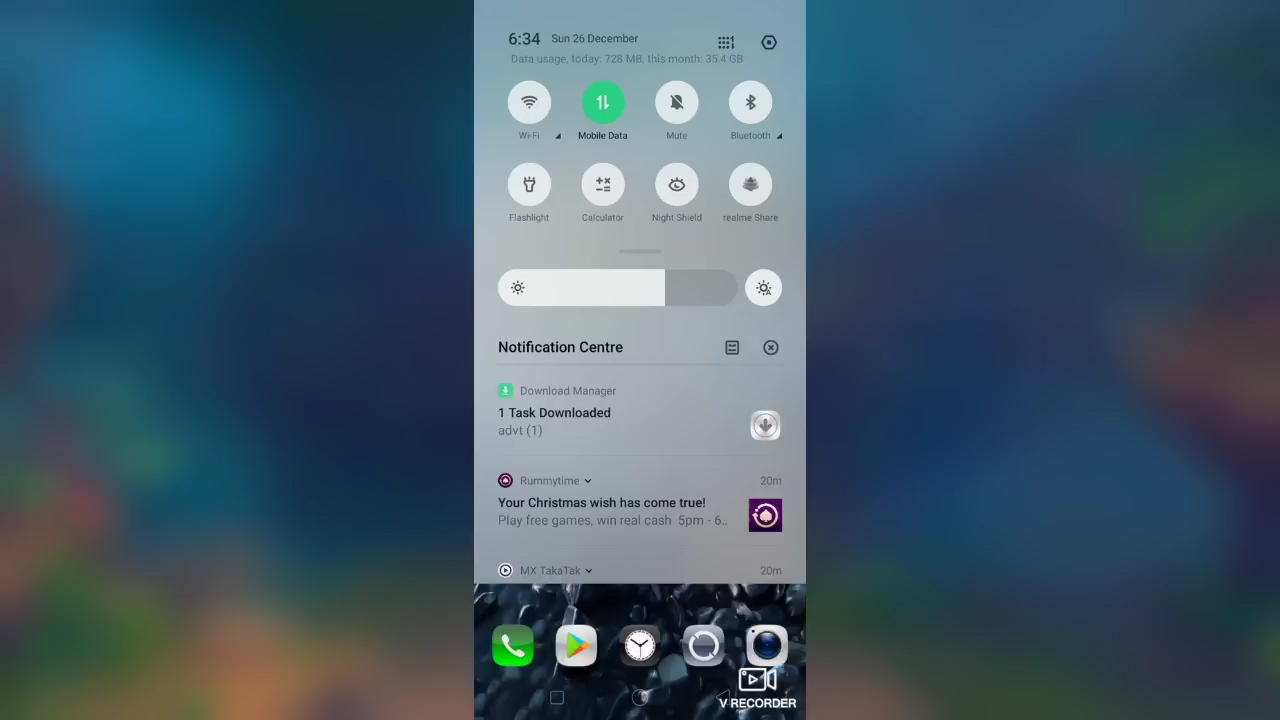 6:34 Sun 26 December
Data usage, today: 728 MB, this month: 35.4 GB
Wi-Fi Mobile Data Mute Bluetooth
Flashlight Calculator Night Shield realme Share
Notification Centre
Download Manager
1 Task Downloaded
advt (1)
Rummytime 20m
Your Christmas wish has come true!
Play free games, win real cash 5pm - 6..
MX TakaTak 20m
V RECORDER